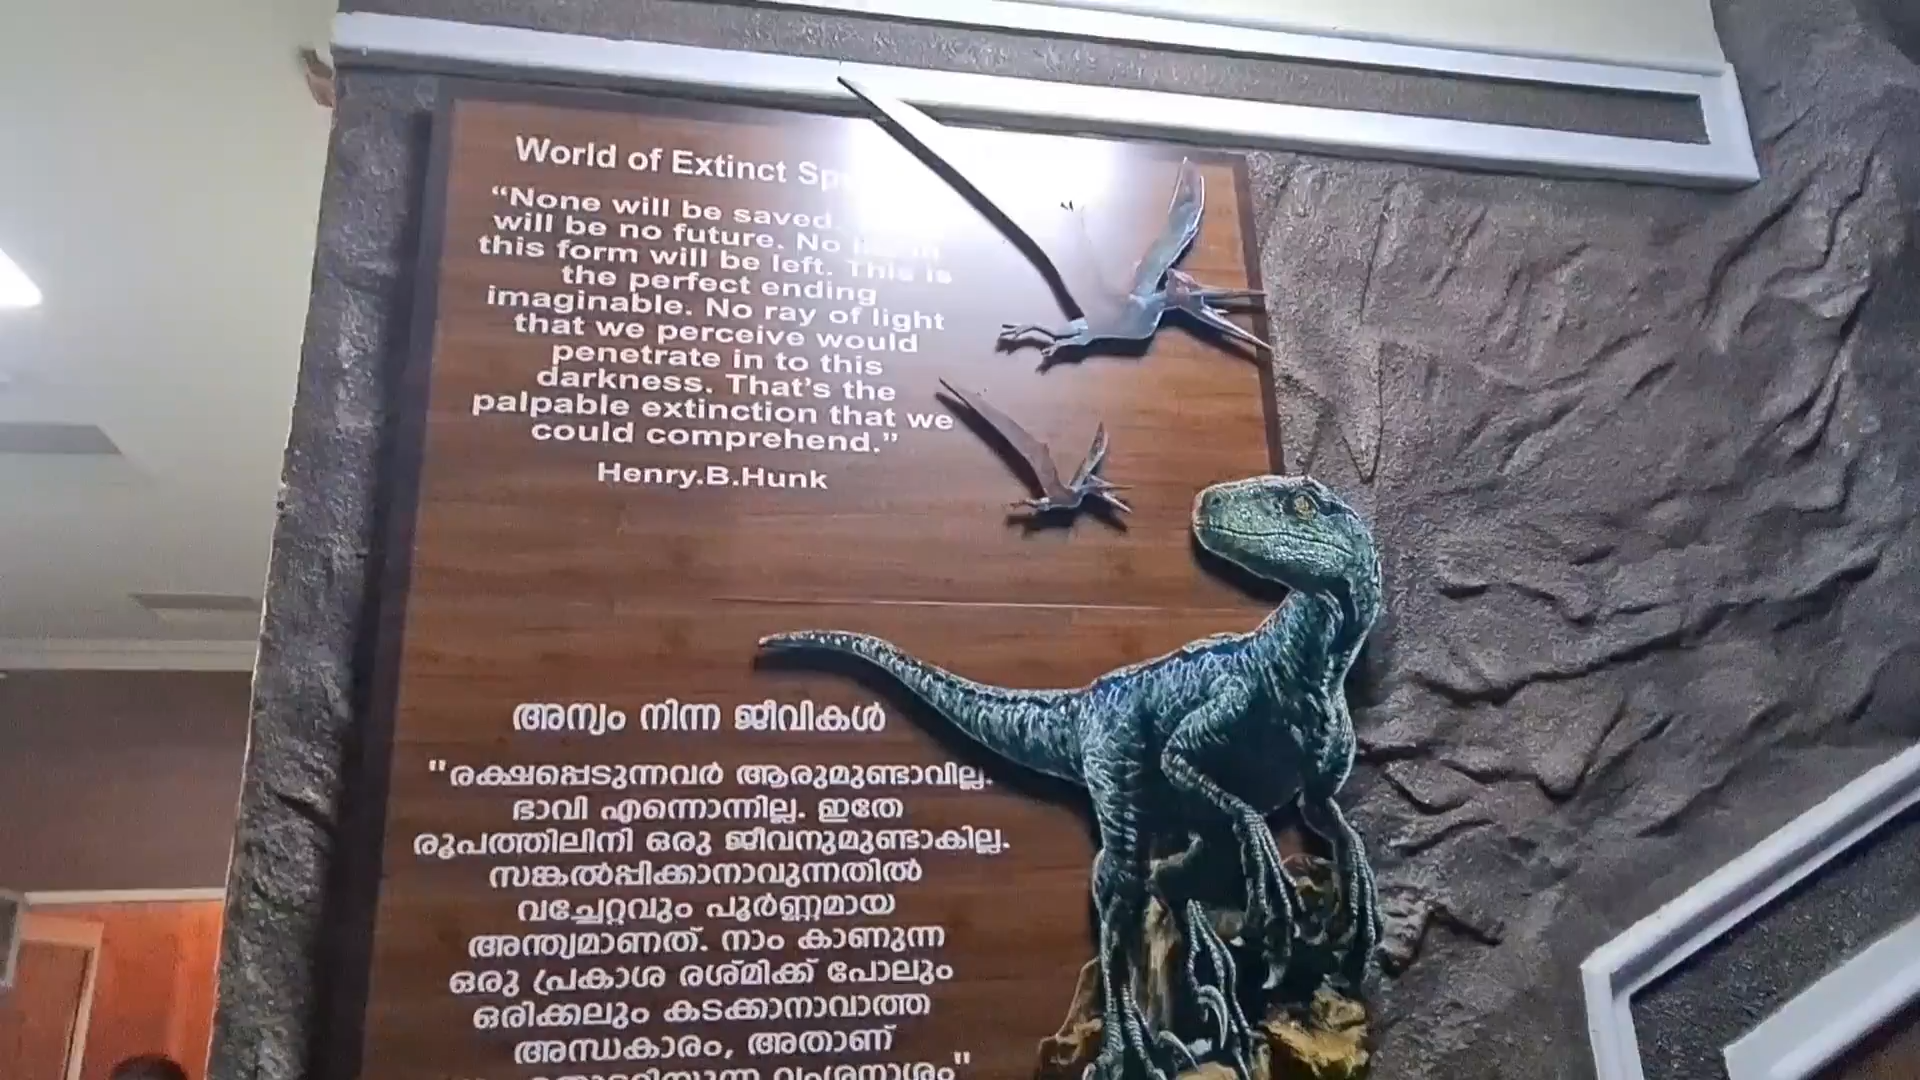 World of Extinct
“None will be saved.
will be no future. No
this form will be left. This is
the perfect ending
imaginable. No ray of light
that we perceive would
penetrate in to this
darkness. That’s the
palpable extinction that we
could comprehend.”
Henry.B.Hunk
അന്യം നിന്ന ജീവികൾ
"രക്ഷപ്പെടുന്നവർ ആരുമുണ്ടാവില്ല.
ഭാവി എന്നൊന്നില്ല. ഇതേ
രൂപത്തിലിനി ഒരു ജീവനുമുണ്ടാകില്ല.
സങ്കൽപ്പിക്കാനാവുന്നതിൽ
വച്ചേറ്റവും പൂർണ്ണമായ
അന്ത്യമാണത്. നാം കാണുന്ന
ഒരു പ്രകാശ രശ്മിക്ക് പോലും
ഒരിക്കലും കടക്കാനാവാത്ത
അന്ധകാരം, അതാണ്
വംശനാശം"